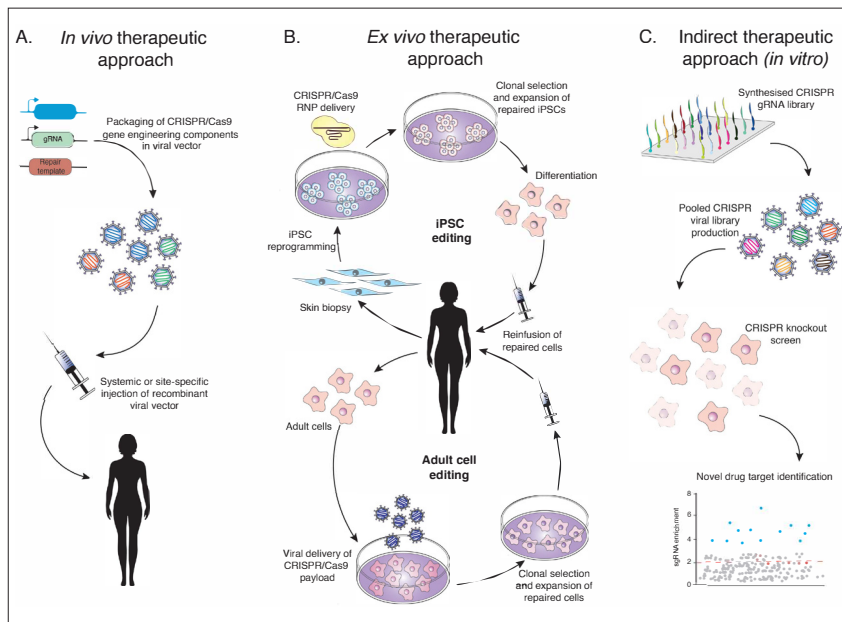 A. In vivo therapeutic
approach
gRNA
Repair
template
Packaging of CRISPR/Cas9
gene engineering components
in viral vector
Systemic or site-specific
injection of recombinant
viral vector
B. Ex vivo therapeutic
approach
CRISPR/Cas9
RNP delivery
Clonal selection
and expansion of
repaired iPSCs
Differentiation
iPSC
editing
iPSC
reprogramming
Skin biopsy
Reinfusion of
repaired cells
Adult cells
Adult cell
editing
Viral delivery of
CRISPR/Cas9
payload
Clonal selection
and expansion of
repaired cells
C. Indirect therapeutic
approach (in vitro)
Synthesised CRISPR
gRNA library
Pooled CRISPR
viral library
production
CRISPR knockout
screen
Novel drug target identification
sgRNA enrichment
8
6
4
2
0